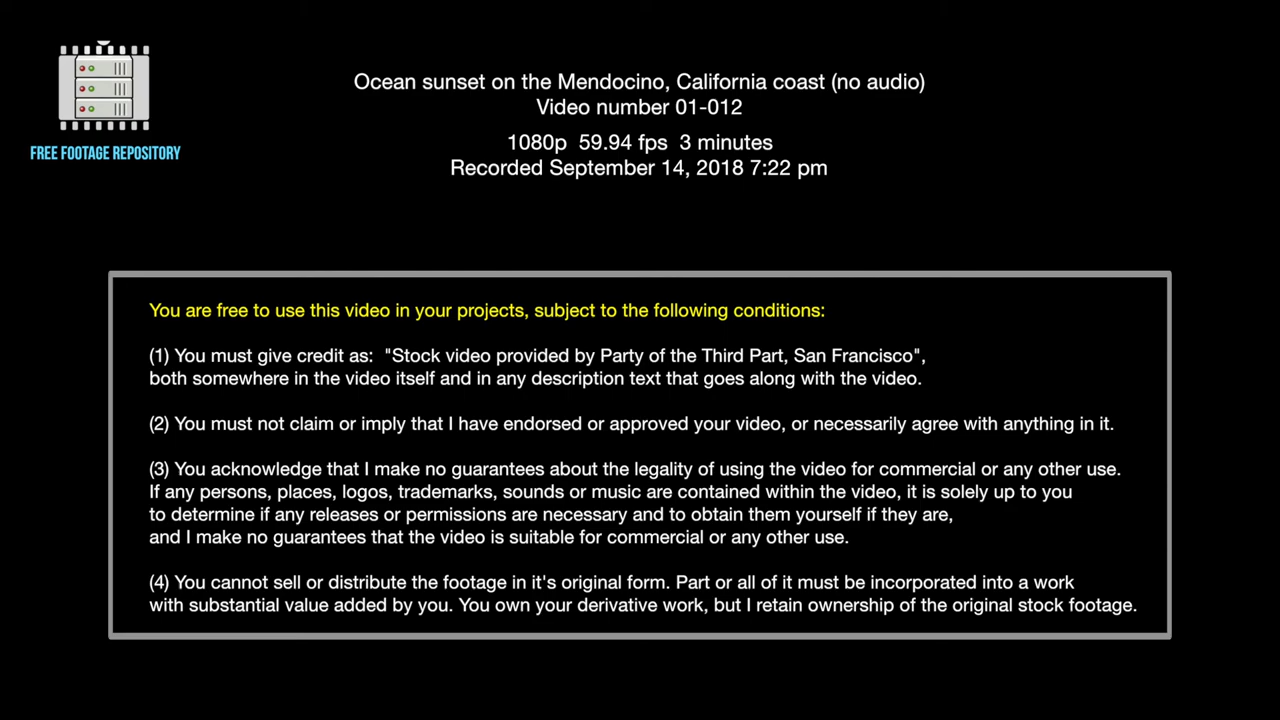 FREE FOOTAGE REPOSITORY
Ocean sunset on the Mendocino, California coast (no audio)
Video number 01-012
1080p 59.94 fps 3 minutes
Recorded September 14, 2018 7:22 pm
You are free to use this video in your projects, subject to the following conditions:
(1) You must give credit as: "Stock video provided by Party of the Third Part, San Francisco",
both somewhere in the video itself and in any description text that goes along with the video.
(2) You must not claim or imply that I have endorsed or approved your video, or necessarily agree with anything in it.
(3) You acknowledge that I make no guarantees about the legality of using the video for commercial or any other use.
If any persons, places, logos, trademarks, sounds or music are contained within the video, it is solely up to you
to determine if any releases or permissions are necessary and to obtain them yourself if they are,
and I make no guarantees that the video is suitable for commercial or any other use.
(4) You cannot sell or distribute the footage in it's original form. Part or all of it must be incorporated into a work
with substantial value added by you. You own your derivative work, but I retain ownership of the original stock footage.